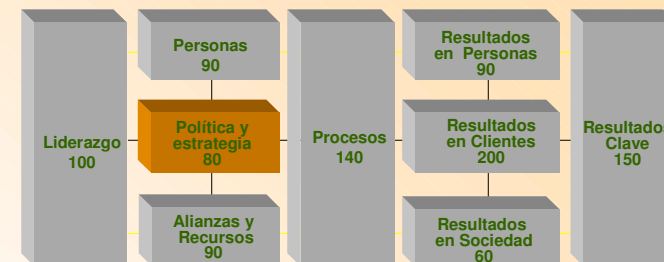 Liderazgo
100
Personas
90
Política y
estrategia
80
Alianzas y
Recursos
90
Procesos
140
Resultados
en Personas
90
Resultados
en Clientes
200
Resultados
en Sociedad
60
Resultados
Clave
150